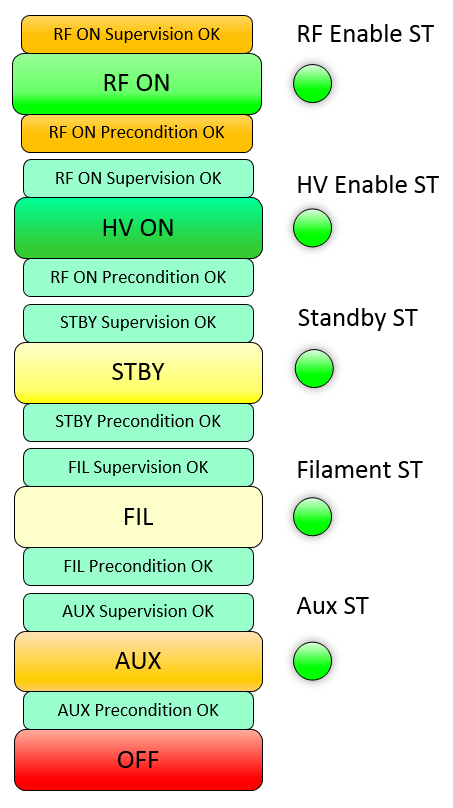 RF ON Supervision OK
RF Enable ST
RF ON
RF ON Precondition OK
RF ON Supervision OK
HV Enable ST
HV ON
RF ON Precondition OK
STBY Supervision OK
Standby ST
STBY
STBY Precondition OK
FIL Supervision OK
Filament ST
FIL
FIL Precondition OK
AUX Supervision OK
Aux ST
AUX
AUX Precondition OK
OFF